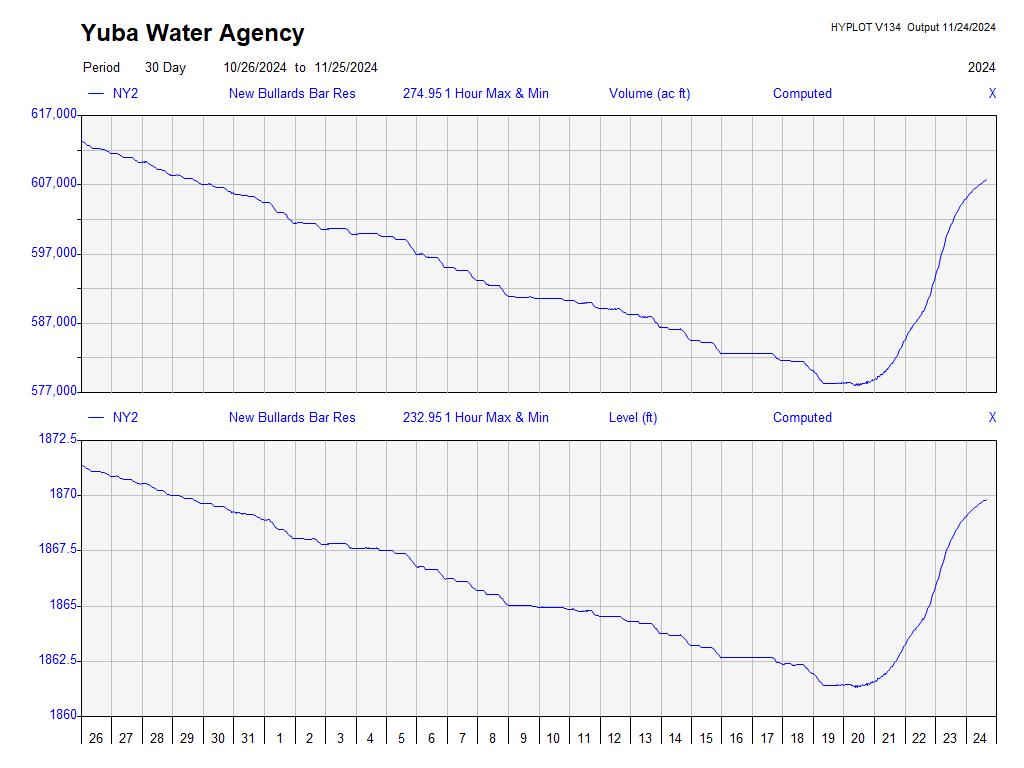 Yuba Water Agency
HYPLOT V134 Output 11/24/2024
Period 30 Day 10/26/2024 to 11/25/2024 2024
NY2 New Bullards Bar Res 274.95 1 Hour Max & Min Volume (ac ft) Computed X
617,000
607,000
597,000
587,000
577,000
NY2 New Bullards Bar Res 232.95 1 Hour Max & Min Level (ft) Computed X
1872.5
1870
1867.5
1865
1862.5
1860
26 27 28 29 30 31 1 2 3 4 5 6 7 8 9 10 11 12 13 14 15 16 17 18 19 20 21 22 23 24